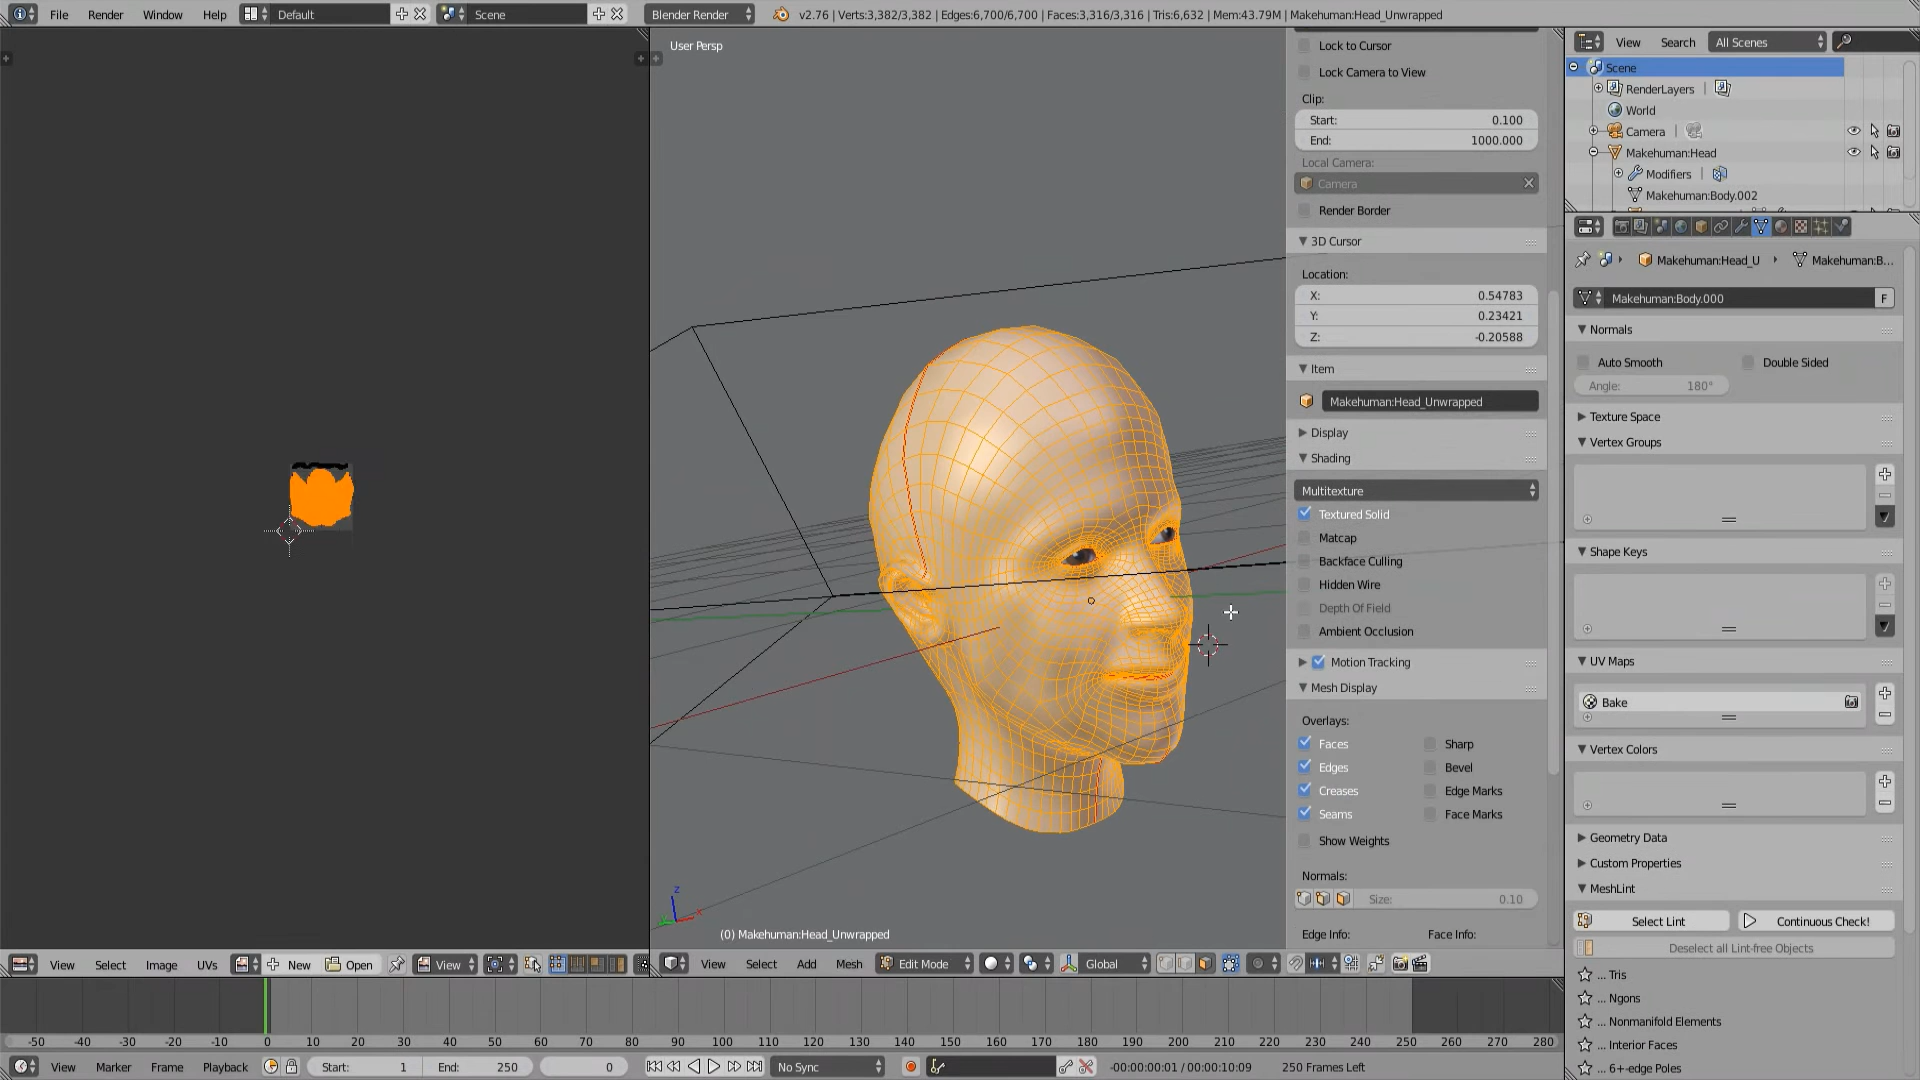 File Render Window Help Default Scene Blender Render v2.76 | Verts:3,382/3,382 | Edges:6,700/6,700 | Faces:3,316/3,316 | Tris:6,632 | Mem:43.79M | Makehuman:Head_Unwrapped
User Persp
Lock to Cursor
Lock Camera to View
Clip:
Start: 0.100
End: 1000.000
Local Camera:
Camera
Render Border
3D Cursor
Location:
X: 0.54783
Y: 0.23421
Z: -0.20588
Item
Makehuman:Head_Unwrapped
Display
Shading
Multitexture
Textured Solid
Matcap
Backface Culling
Hidden Wire
Depth Of Field
Ambient Occlusion
Motion Tracking
Mesh Display
Overlays:
Faces Sharp
Edges Bevel
Creases Edge Marks
Seams Face Marks
Show Weights
Normals:
Size: 0.10
Edge Info: Face Info:
View Search All Scenes
Scene
RenderLayers |
World
Camera |
Makehuman:Head
Modifiers |
Makehuman:Body.002
Makehuman:Head_U Makehuman:B...
Makehuman:Body.000 F
Normals
Auto Smooth Double Sided
Angle: 180°
Texture Space
Vertex Groups
Shape Keys
UV Maps
Bake
Vertex Colors
Geometry Data
Custom Properties
MeshLint
Select Lint Continuous Check!
Deselect all Lint-free Objects
... Tris
... Ngons
... Nonmanifold Elements
... Interior Faces
... 6+-edge Poles
z
x
(0) Makehuman:Head_Unwrapped
View Select Image UVs New Open View
View Select Add Mesh Edit Mode Global
-50 -40 -30 -20 -10 0 10 20 30 40 50 60 70 80 90 100 110 120 130 140 150 160 170 180 190 200 210 220 230 240 250 260 270 280
View Marker Frame Playback Start: 1 End: 250 0 No Sync -00:00:00:01 / 00:00:10:09 250 Frames Left